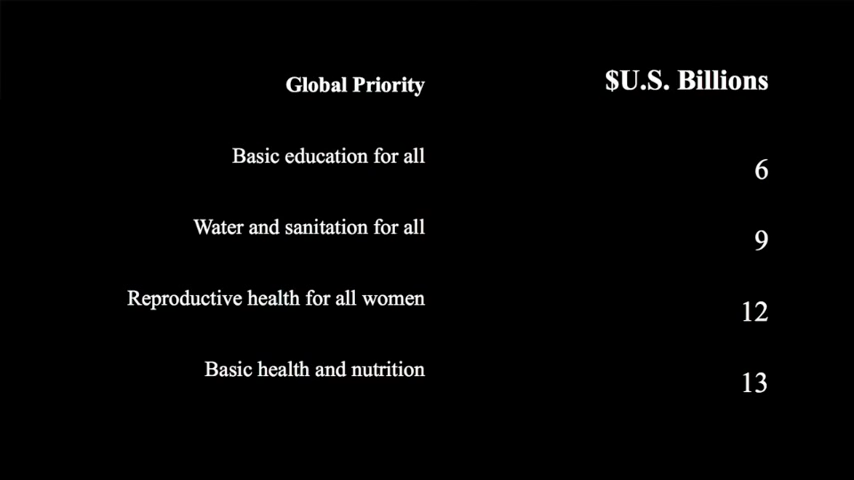 Global Priority $U.S. Billions
Basic education for all 6
Water and sanitation for all 9
Reproductive health for all women 12
Basic health and nutrition 13